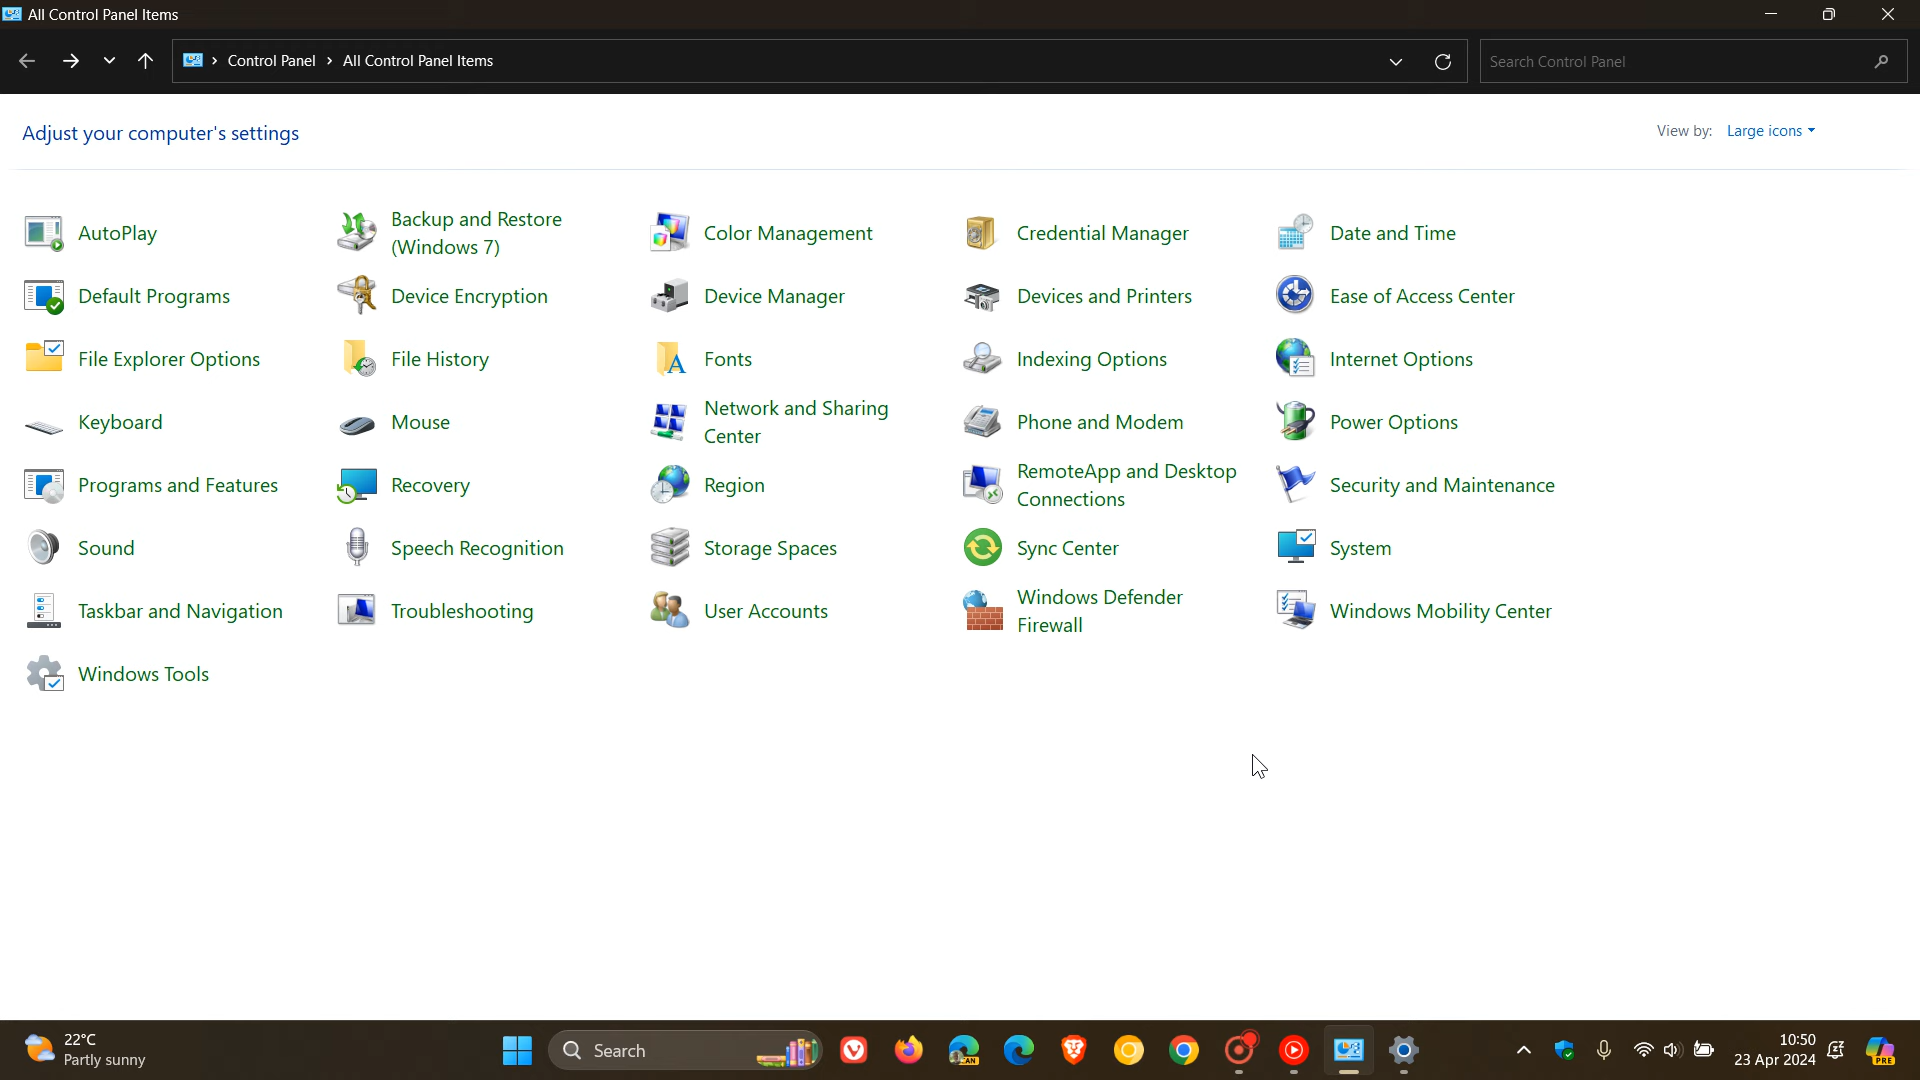 All Control Panel Items
Control Panel > All Control Panel Items
Search Control Panel
Adjust your computer's settings
View by: Large icons
AutoPlay
Backup and Restore
(Windows 7)
Color Management
Credential Manager
Date and Time
Default Programs
Device Encryption
Device Manager
Devices and Printers
Ease of Access Center
File Explorer Options
File History
Fonts
Indexing Options
Internet Options
Keyboard
Mouse
Network and Sharing
Center
Phone and Modem
Power Options
Programs and Features
Recovery
Region
RemoteApp and Desktop
Connections
Security and Maintenance
Sound
Speech Recognition
Storage Spaces
Sync Center
System
Taskbar and Navigation
Troubleshooting
User Accounts
Windows Defender
Firewall
Windows Mobility Center
Windows Tools
22°C
Partly sunny
Search
CAN
10:50
23 Apr 2024
PRE